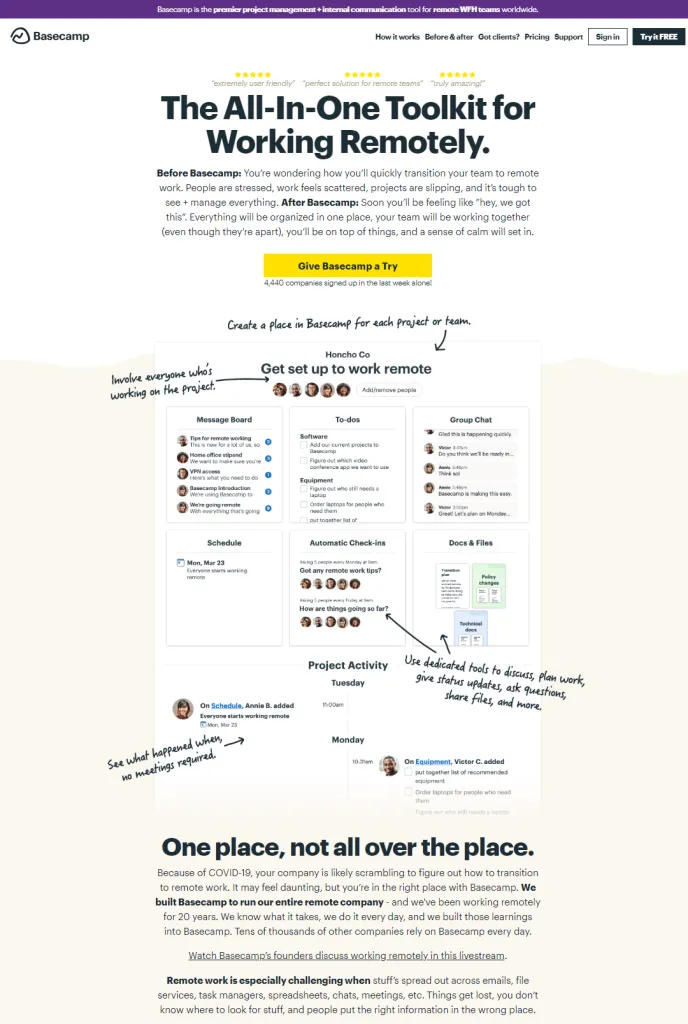 Basecamp is the premier project management + internal communication tool for remote WFH teams worldwide.
Basecamp
How it works Before & after Got clients? Pricing Support Sign in Try it FREE
"extremely user friendly" "perfect solution for remote teams" "truly amazing!"
The All-In-One Toolkit for
Working Remotely.
Before Basecamp: You're wondering how you'll quickly transition your team to remote
work. People are stressed, work feels scattered, projects are slipping, and it's tough to
see + manage everything. After Basecamp: Soon you'll be feeling like "hey, we got
this". Everything will be organized in one place, your team will be working together
(even though they're apart), you'll be on top of things, and a sense of calm will set in.
Give Basecamp a Try
4,440 companies signed up in the last week alone!
Create a place in Basecamp for each project or team.
Involve everyone who's
working on the project.
Honcho Co
Get set up to work remote
Add/remove people
Message Board
Tips for remote working
This is new for a lot of us, so
Home office stipend
We want to make sure you're
VPN access
Here's what you need to
Basecamp Introduction
We're using Basecamp to
We're going remote
With everything that's going
To-dos
Software
Add our current projects to
Basecamp
Figure out which video
conference app we want to use
Equipment
Figure out who still needs a
laptop
Order laptops for people who
need them
put together list of
Group Chat
Glad this is happening quickly.
Victor
Do you think we'll be ready in...
Annie
Think so!
Annie
Basecamp is making this easy.
Victor
Great! Let's plan on Monday...
Schedule
Mon, Mar 23
Everyone starts working
remote
Automatic Check-ins
Asking 5 people every Monday at 9am
Got any remote work tips?
Asking 5 people every Friday at 9am
How are things going so far?
Docs & Files
Transition
plan
Policy
changes
Technical
docs
Use dedicated tools to discuss, plan work,
give status updates, ask questions,
share files, and more.
Project Activity
Tuesday
On Schedule, Annie B. added 11:00am
Everyone starts working remote
Mon, Mar 23
See what happened when,
no meetings required.
Monday
10:31am On Equipment, Victor C. added
put together list of recommended
equipment
Order laptops for people who need
them
Figure out who still needs a laptop
One place, not all over the place.
Because of COVID-19, your company is likely scrambling to figure out how to transition
to remote work. It may feel daunting, but you're in the right place with Basecamp. We
built Basecamp to run our entire remote company - and we've been working remotely
for 20 years. We know what it takes, we do it every day, and we built those learnings
into Basecamp. Tens of thousands of other companies rely on Basecamp every day.
Watch Basecamp's founders discuss working remotely in this livestream.
Remote work is especially challenging when stuff's spread out across emails, file
services, task managers, spreadsheets, chats, meetings, etc. Things get lost, you don't
know where to look for stuff, and people put the right information in the wrong place.